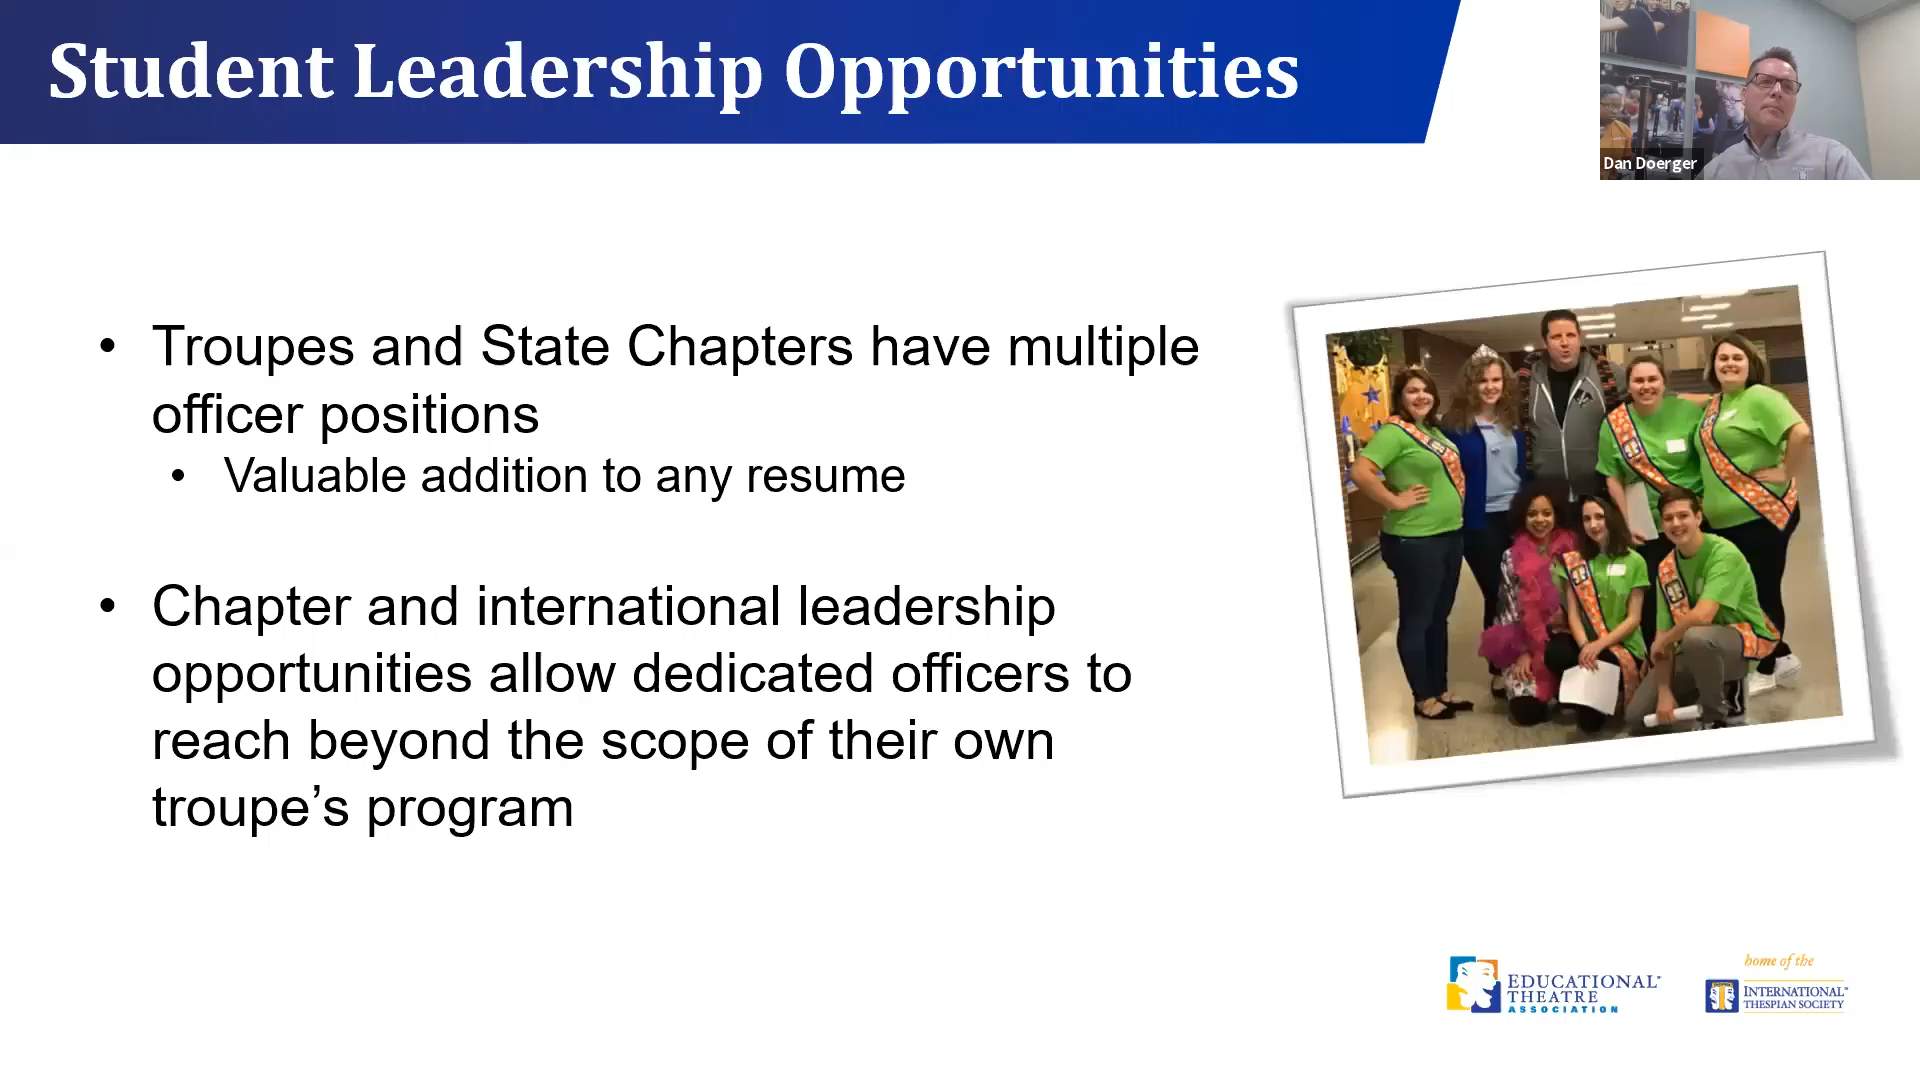 Student Leadership Opportunities
Dan Doerger
• Troupes and State Chapters have multiple
officer positions
• Valuable addition to any resume
• Chapter and international leadership
opportunities allow dedicated officers to
reach beyond the scope of their own
troupe’s program
EDUCATIONAL
THEATRE
ASSOCIATION
home of the
INTERNATIONAL
THESPIAN SOCIETY